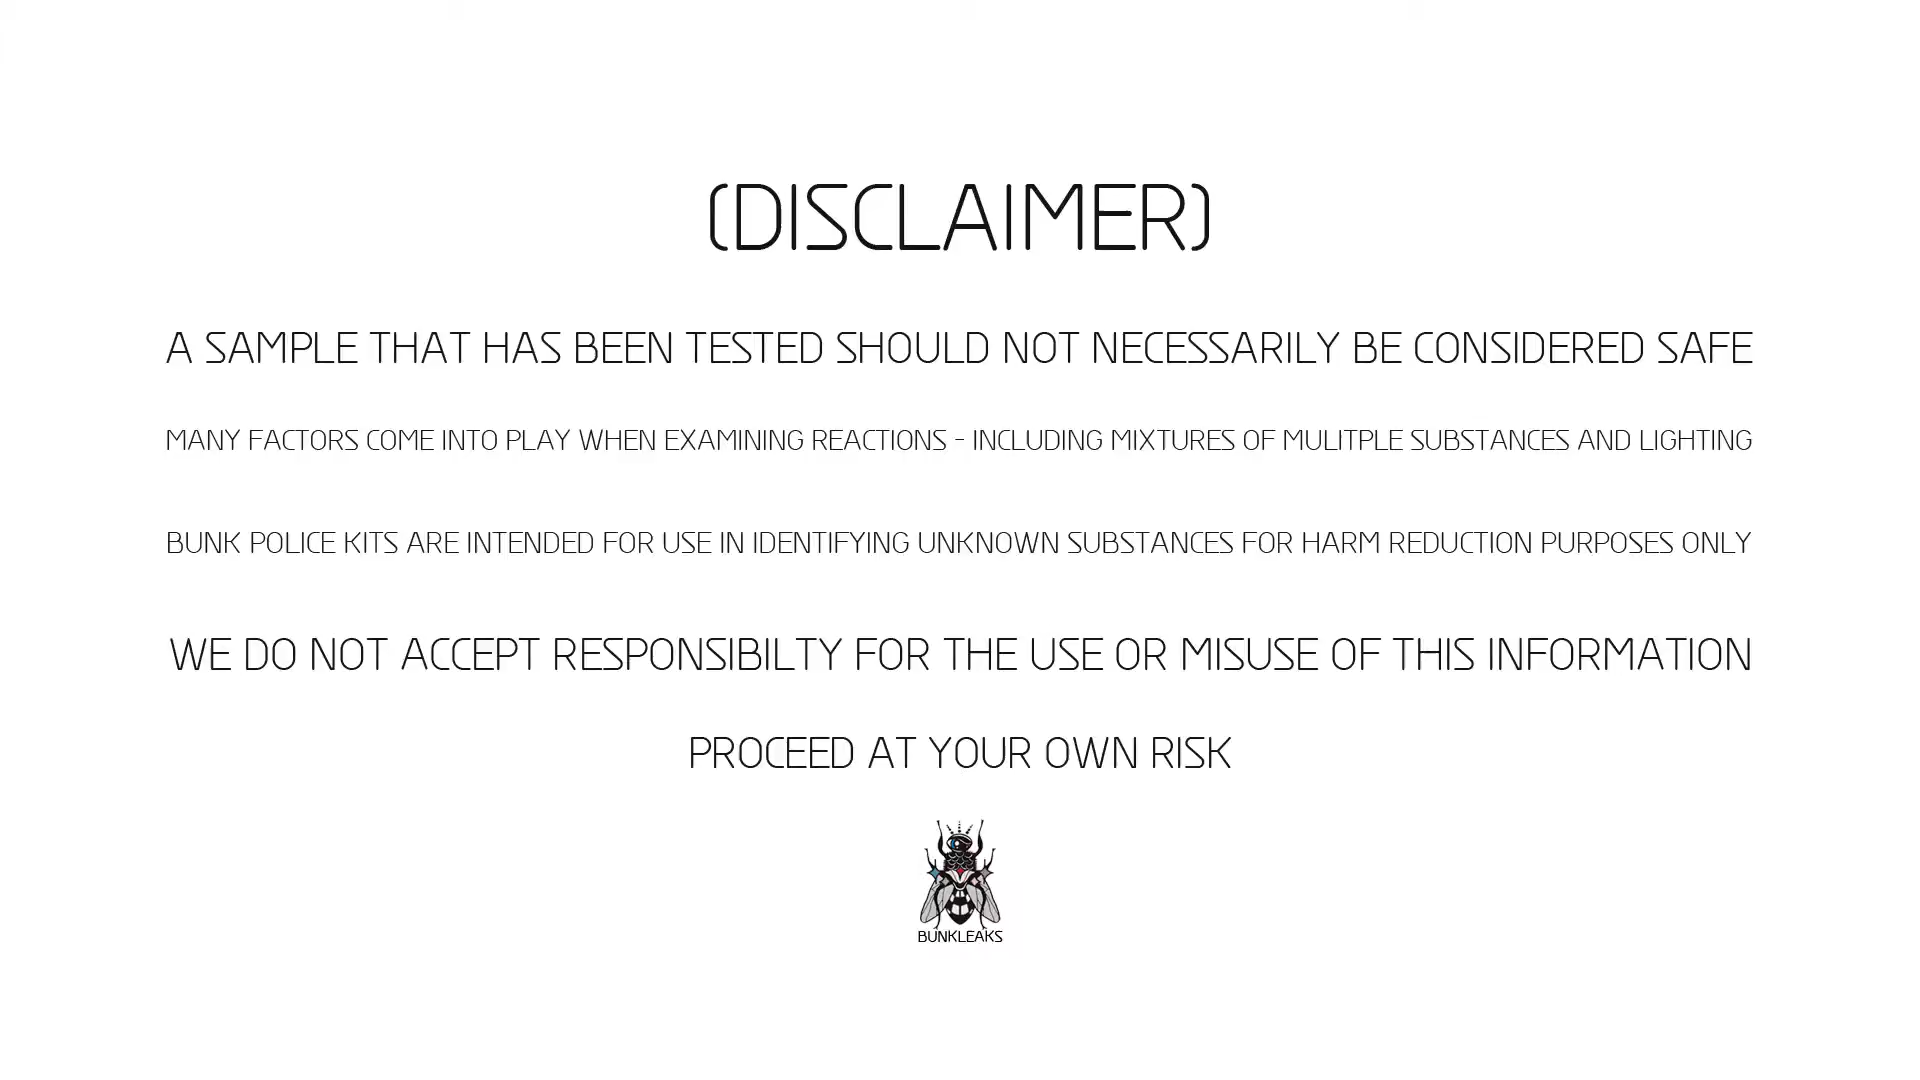 (DISCLAIMER)
A SAMPLE THAT HAS BEEN TESTED SHOULD NOT NECESSARILY BE CONSIDERED SAFE
MANY FACTORS COME INTO PLAY WHEN EXAMINING REACTIONS - INCLUDING MIXTURES OF MULITPLE SUBSTANCES AND LIGHTING
BUNK POLICE KITS ARE INTENDED FOR USE IN IDENTIFYING UNKNOWN SUBSTANCES FOR HARM REDUCTION PURPOSES ONLY
WE DO NOT ACCEPT RESPONSIBILTY FOR THE USE OR MISUSE OF THIS INFORMATION
PROCEED AT YOUR OWN RISK
BUNKLEAKS